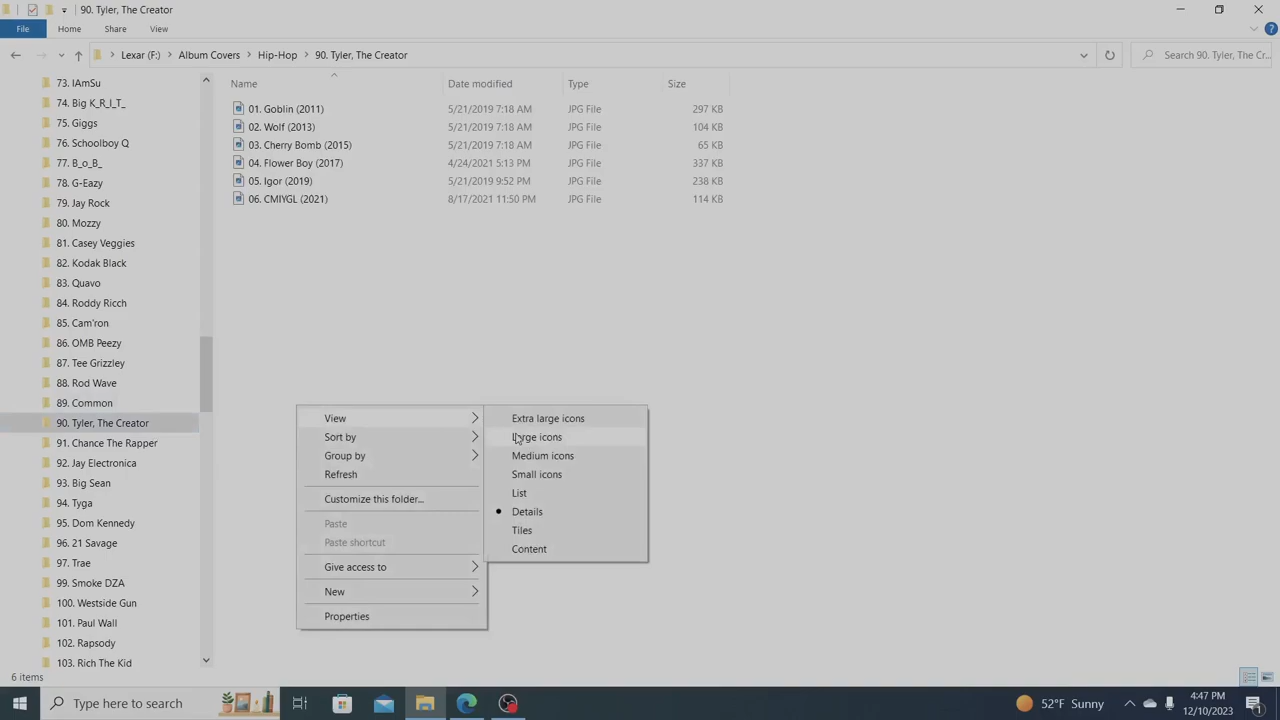 90. Tyler, The Creator
File
Home
Share
View
Lexar (F:)
Album Covers
Hip-Hop
90. Tyler, The Creator
Search 90. Tyler, The Cr...
73. IAmSu
74. Big K_R_I_T_
75. Giggs
76. Schoolboy Q
77. B_o_B_
78. G-Eazy
79. Jay Rock
80. Mozzy
81. Casey Veggies
82. Kodak Black
83. Quavo
84. Roddy Ricch
85. Cam'ron
86. OMB Peezy
87. Tee Grizzley
88. Rod Wave
89. Common
90. Tyler, The Creator
91. Chance The Rapper
92. Jay Electronica
93. Big Sean
94. Tyga
95. Dom Kennedy
96. 21 Savage
97. Trae
99. Smoke DZA
100. Westside Gun
101. Paul Wall
102. Rapsody
103. Rich The Kid
Name Date modified Type Size
01. Goblin (2011) 5/21/2019 7:18 AM JPG File 297 KB
02. Wolf (2013) 5/21/2019 7:18 AM JPG File 104 KB
03. Cherry Bomb (2015) 5/21/2019 7:18 AM JPG File 65 KB
04. Flower Boy (2017) 4/24/2021 5:13 PM JPG File 337 KB
05. Igor (2019) 5/21/2019 9:52 PM JPG File 238 KB
06. CMIYGL (2021) 8/17/2021 11:50 PM JPG File 114 KB
View
Sort by
Group by
Refresh
Customize this folder...
Paste
Paste shortcut
Give access to
New
Properties
Extra large icons
Large icons
Medium icons
Small icons
List
Details
Tiles
Content
6 items
Type here to search
52°F Sunny
4:47 PM
12/10/2023
1